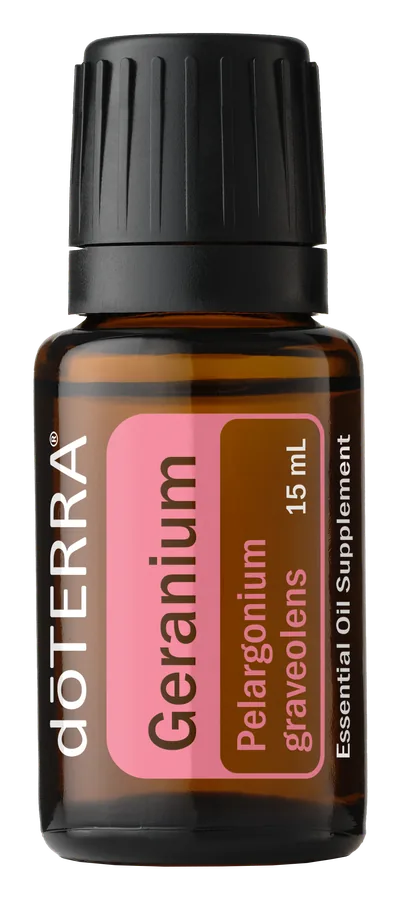 dōTERRA®
Geranium
Pelargonium
graveolens
15 mL
Essential Oil Supplement